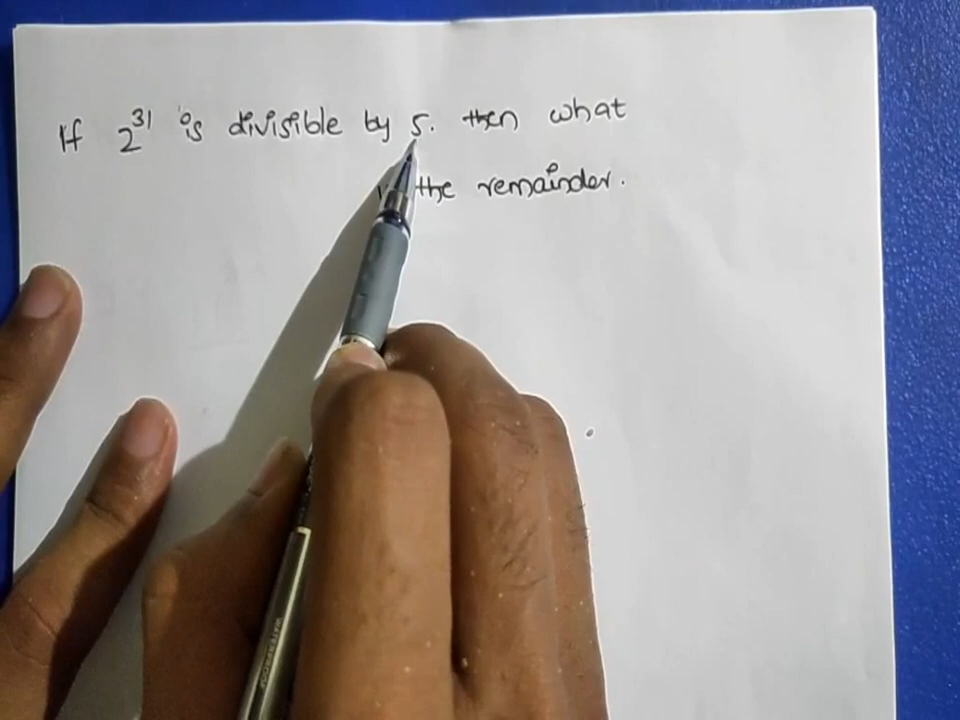 If 2³¹ is divisible by 5. then what
the remainder.